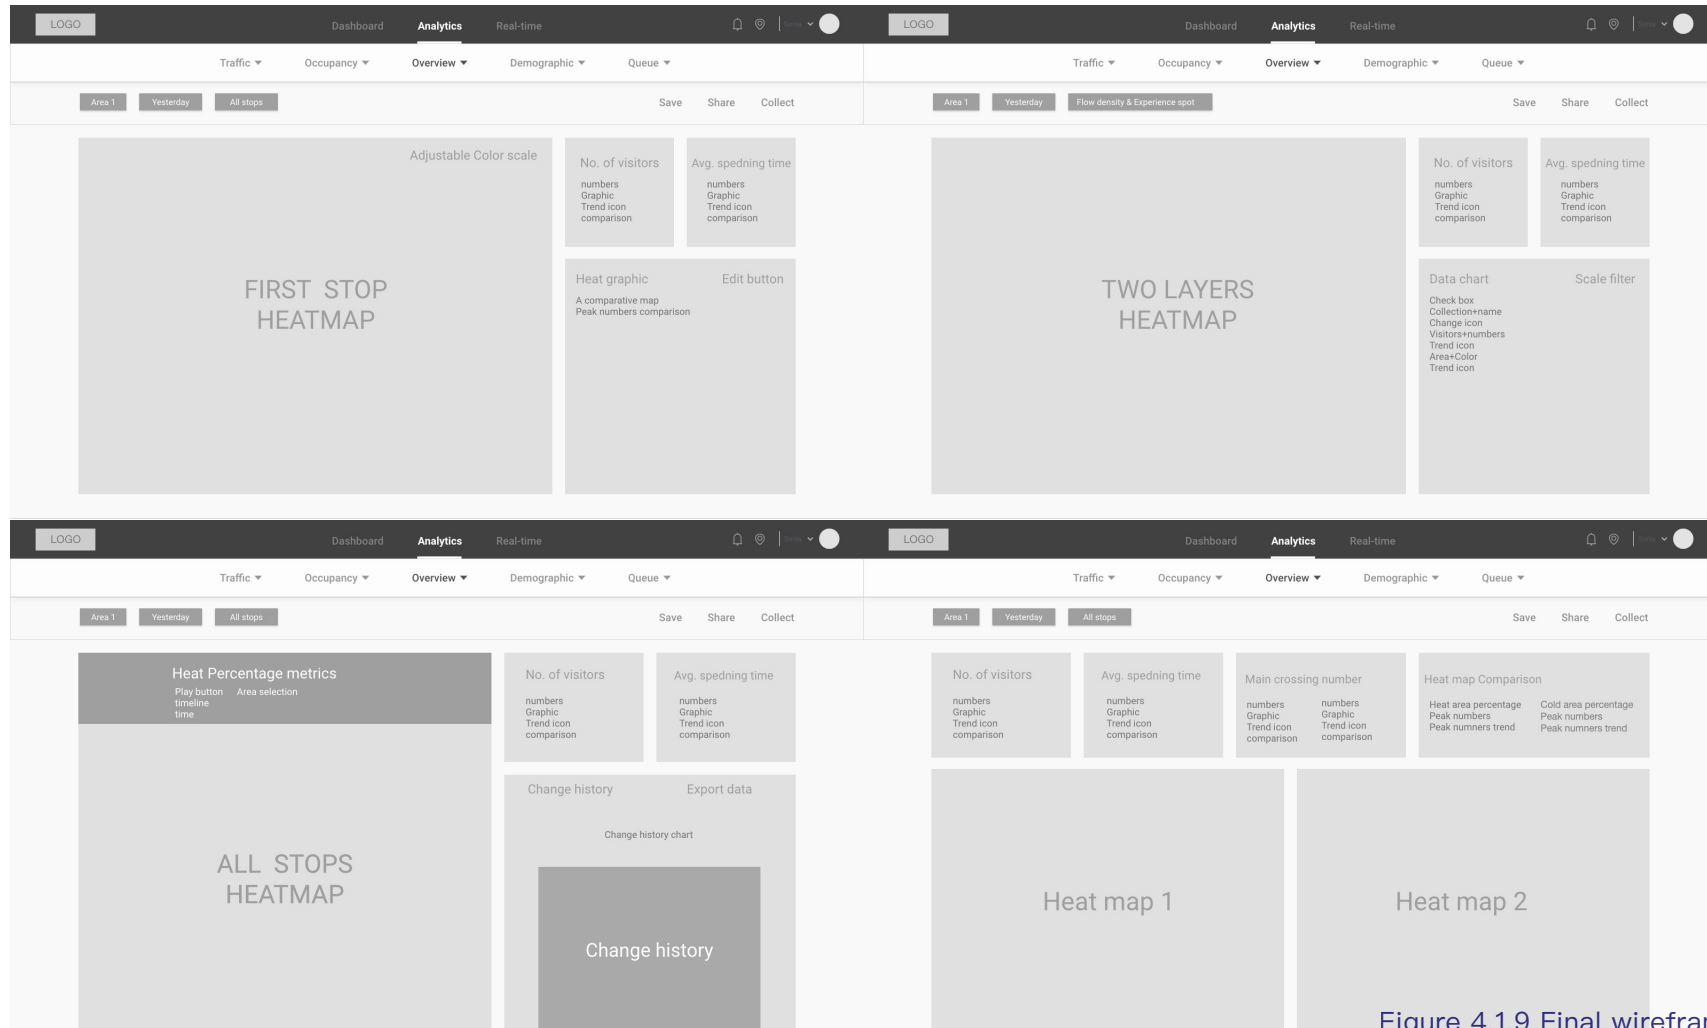 LOGO Dashboard Analytics Real-time
Traffic Occupancy Overview Demographic Queue
Area 1 Yesterday All stops Save Share Collect
Adjustable Color scale
FIRST STOP
HEATMAP
No. of visitors
numbers
Graphic
Trend icon
comparison
Avg. spedning time
numbers
Graphic
Trend icon
comparison
Heat graphic Edit button
A comparative map
Peak numbers comparison
LOGO Dashboard Analytics Real-time
Traffic Occupancy Overview Demographic Queue
Area 1 Yesterday Flow density & Experience spot Save Share Collect
TWO LAYERS
HEATMAP
No. of visitors
numbers
Graphic
Trend icon
comparison
Avg. spedning time
numbers
Graphic
Trend icon
comparison
Data chart Scale filter
Check box
Collection+name
Change icon
Visitors+numbers
Trend icon
Area+Color
Trend icon
LOGO Dashboard Analytics Real-time
Traffic Occupancy Overview Demographic Queue
Area 1 Yesterday All stops Save Share Collect
Heat Percentage metrics
Play button Area selection
timeline
time
ALL STOPS
HEATMAP
No. of visitors
numbers
Graphic
Trend icon
comparison
Avg. spedning time
numbers
Graphic
Trend icon
comparison
Change history Export data
Change history chart
Change history
LOGO Dashboard Analytics Real-time
Traffic Occupancy Overview Demographic Queue
Area 1 Yesterday All stops Save Share Collect
No. of visitors
numbers
Graphic
Trend icon
comparison
Avg. spedning time
numbers
Graphic
Trend icon
comparison
Main crossing number
numbers
Graphic
Trend icon
comparison
numbers
Graphic
Trend icon
comparison
Heat map Comparison
Heat area percentage
Peak numbers
Peak numners trend
Cold area percentage
Peak numbers
Peak numners trend
Heat map 1
Heat map 2
Figure 4.1.9 Final